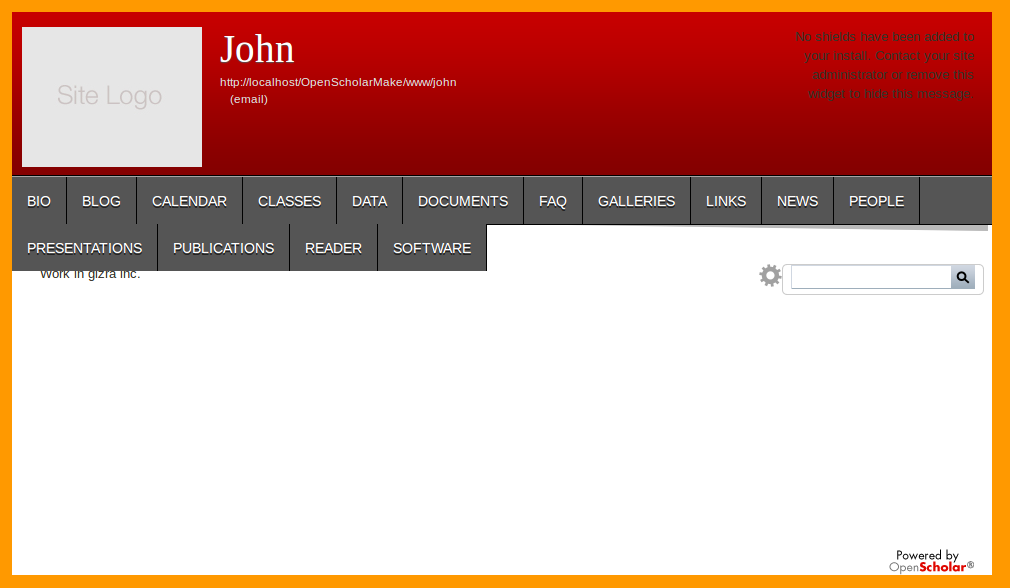 Site Logo
John
http://localhost/OpenScholarMake/www/john
(email)
No shields have been added to
your install. Contact your site
administrator or remove this
widget to hide this message.
BIO BLOG CALENDAR CLASSES DATA DOCUMENTS FAQ GALLERIES LINKS NEWS PEOPLE
PRESENTATIONS PUBLICATIONS READER SOFTWARE
Work in gizra inc.
Powered by
OpenScholar®